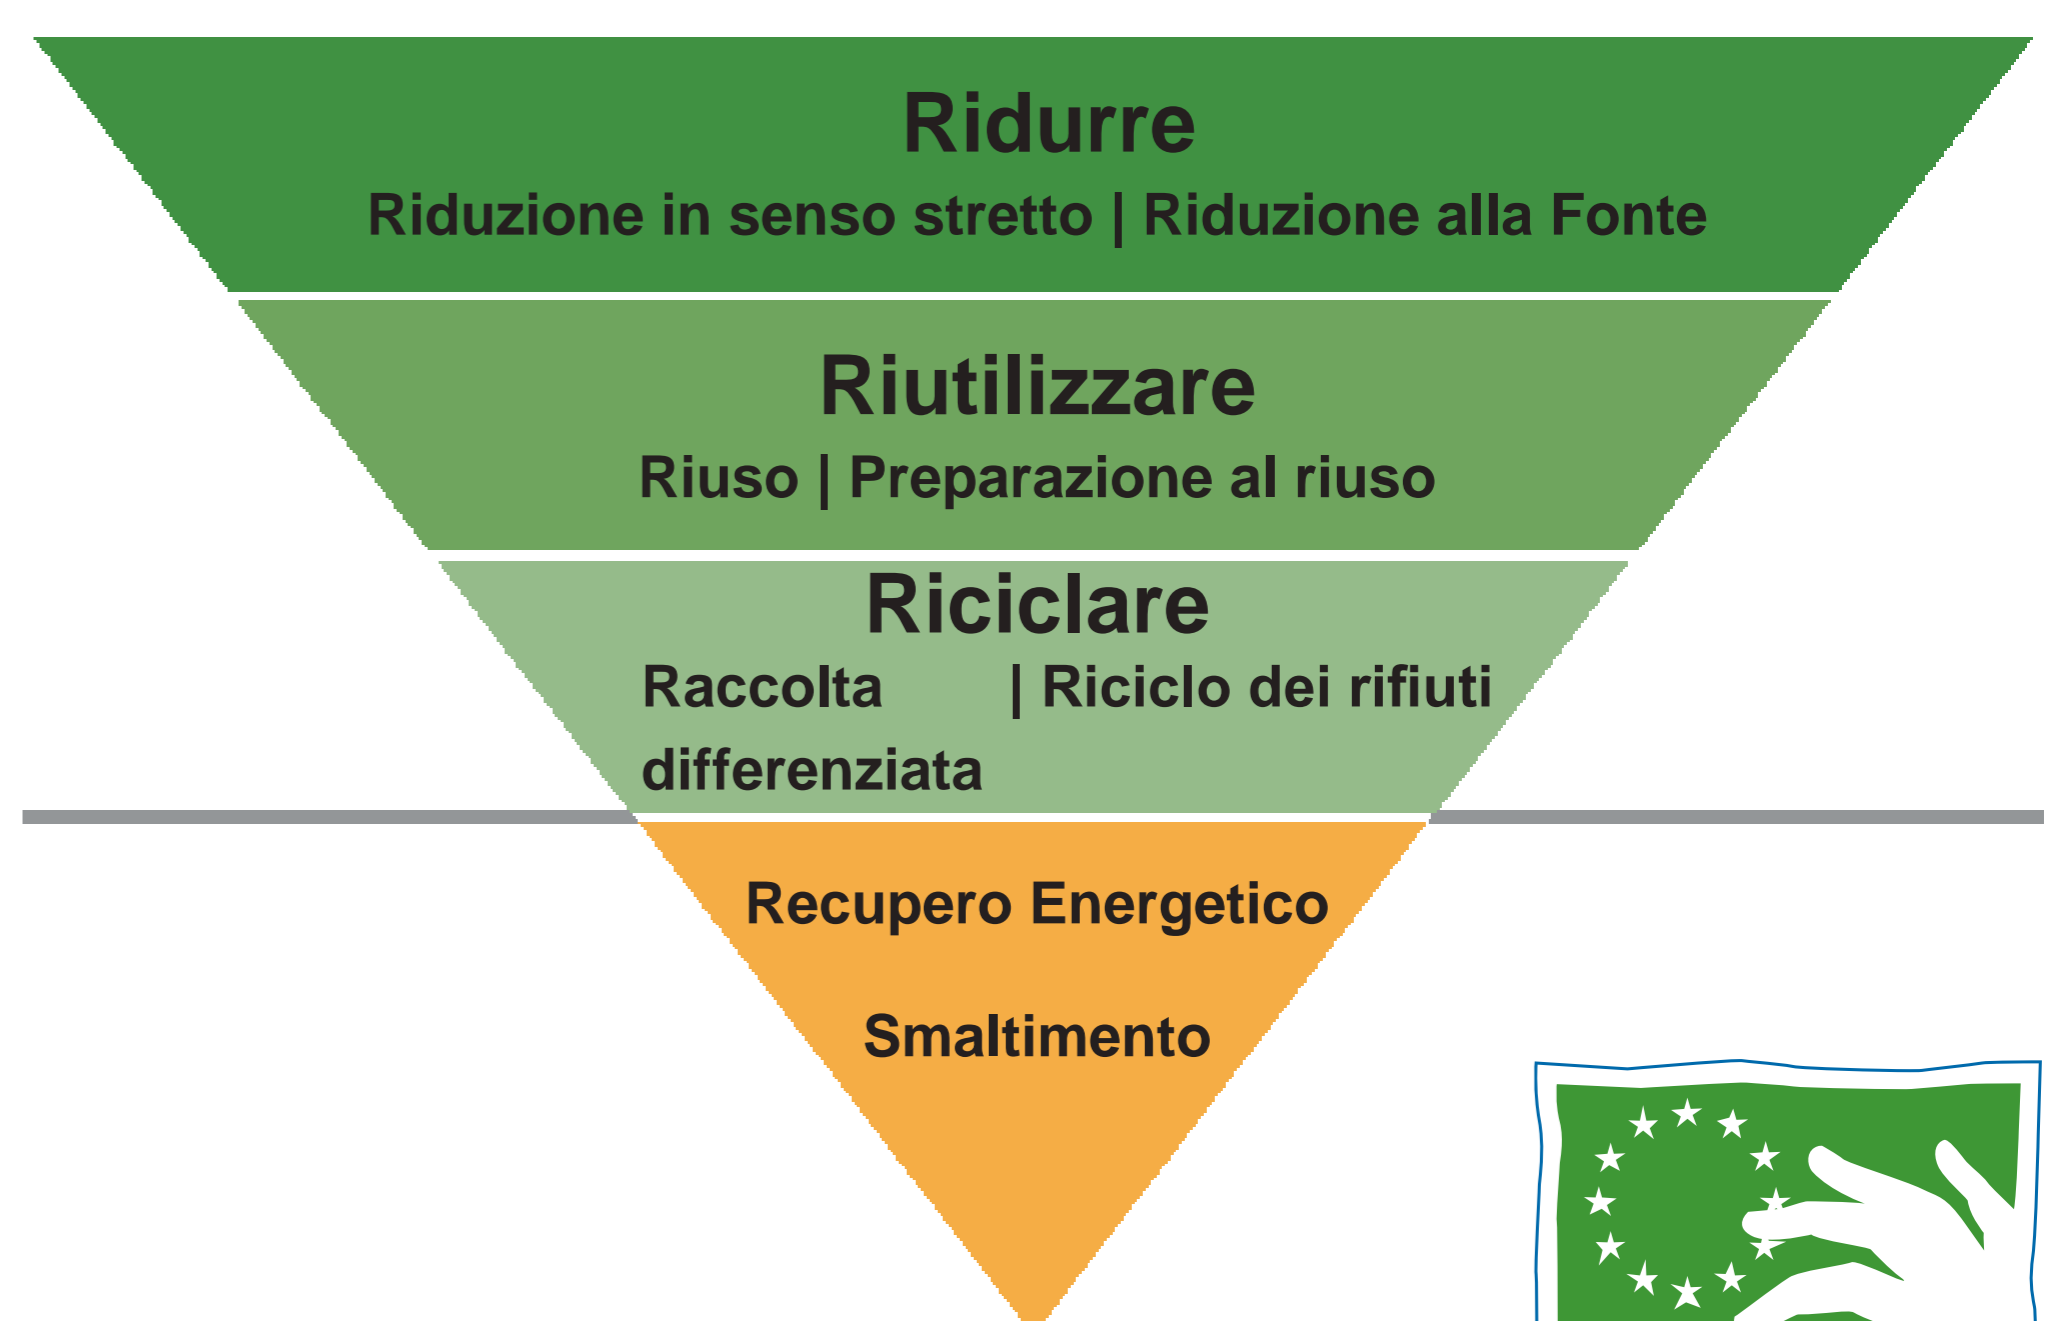 Ridurre
Riduzione in senso stretto | Riduzione alla Fonte
Riutilizzare
Riuso | Preparazione al riuso
Riciclare
Raccolta | Riciclo dei rifiuti
differenziata
Recupero Energetico
Smaltimento